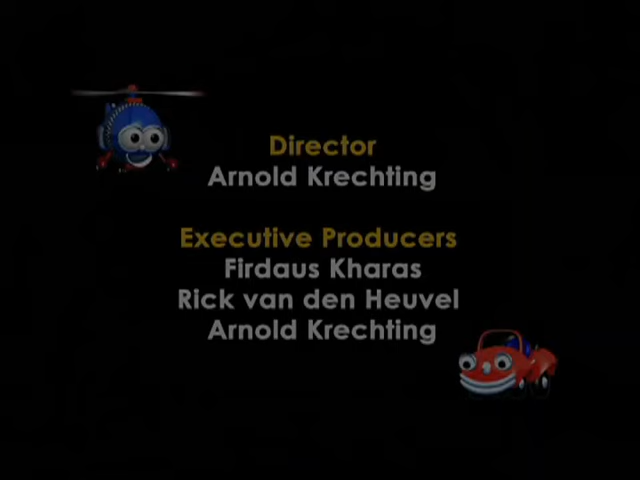 Director
Arnold Krechting
Executive Producers
Firdaus Kharas
Rick van den Heuvel
Arnold Krechting